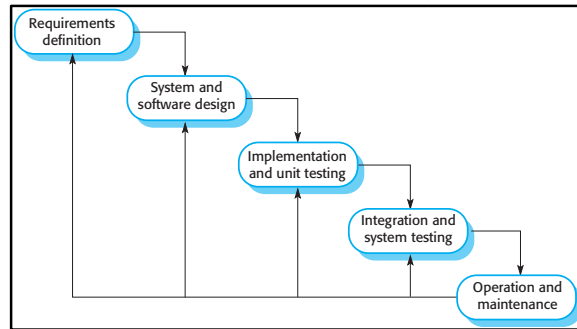 Requirements
definition
System and
software design
Implementation
and unit testing
Integration and
system testing
Operation and
maintenance